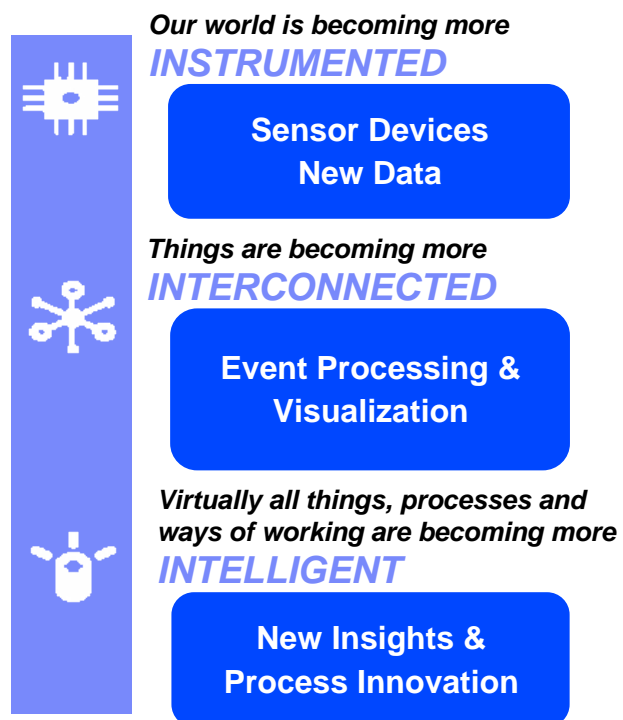 Our world is becoming more
INSTRUMENTED
Sensor Devices
New Data
Things are becoming more
INTERCONNECTED
Event Processing &
Visualization
Virtually all things, processes and
ways of working are becoming more
INTELLIGENT
New Insights &
Process Innovation